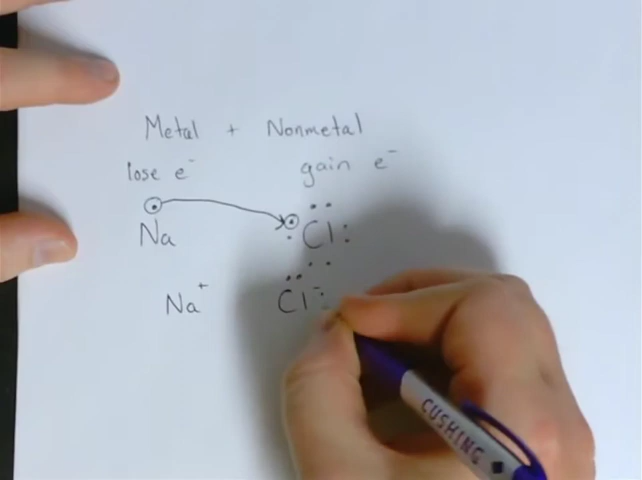 Metal + Nonmetal
lose e⁻ gain e⁻
Na Cl
Na⁺ Cl⁻
CUSHING